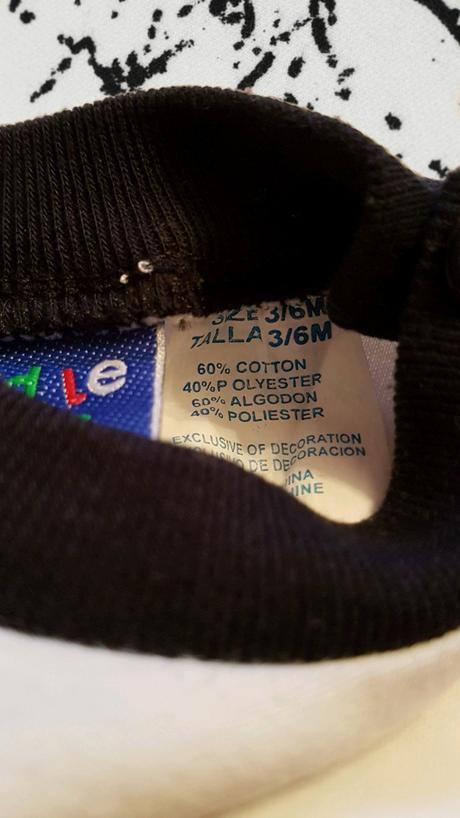 SIZE 3/6M
TALLA 3/6M
60% COTTON
40%P OLYESTER
60% ALGODON
40% POLIESTER
EXCLUSIVE OF DECORATION
DE DECORACION